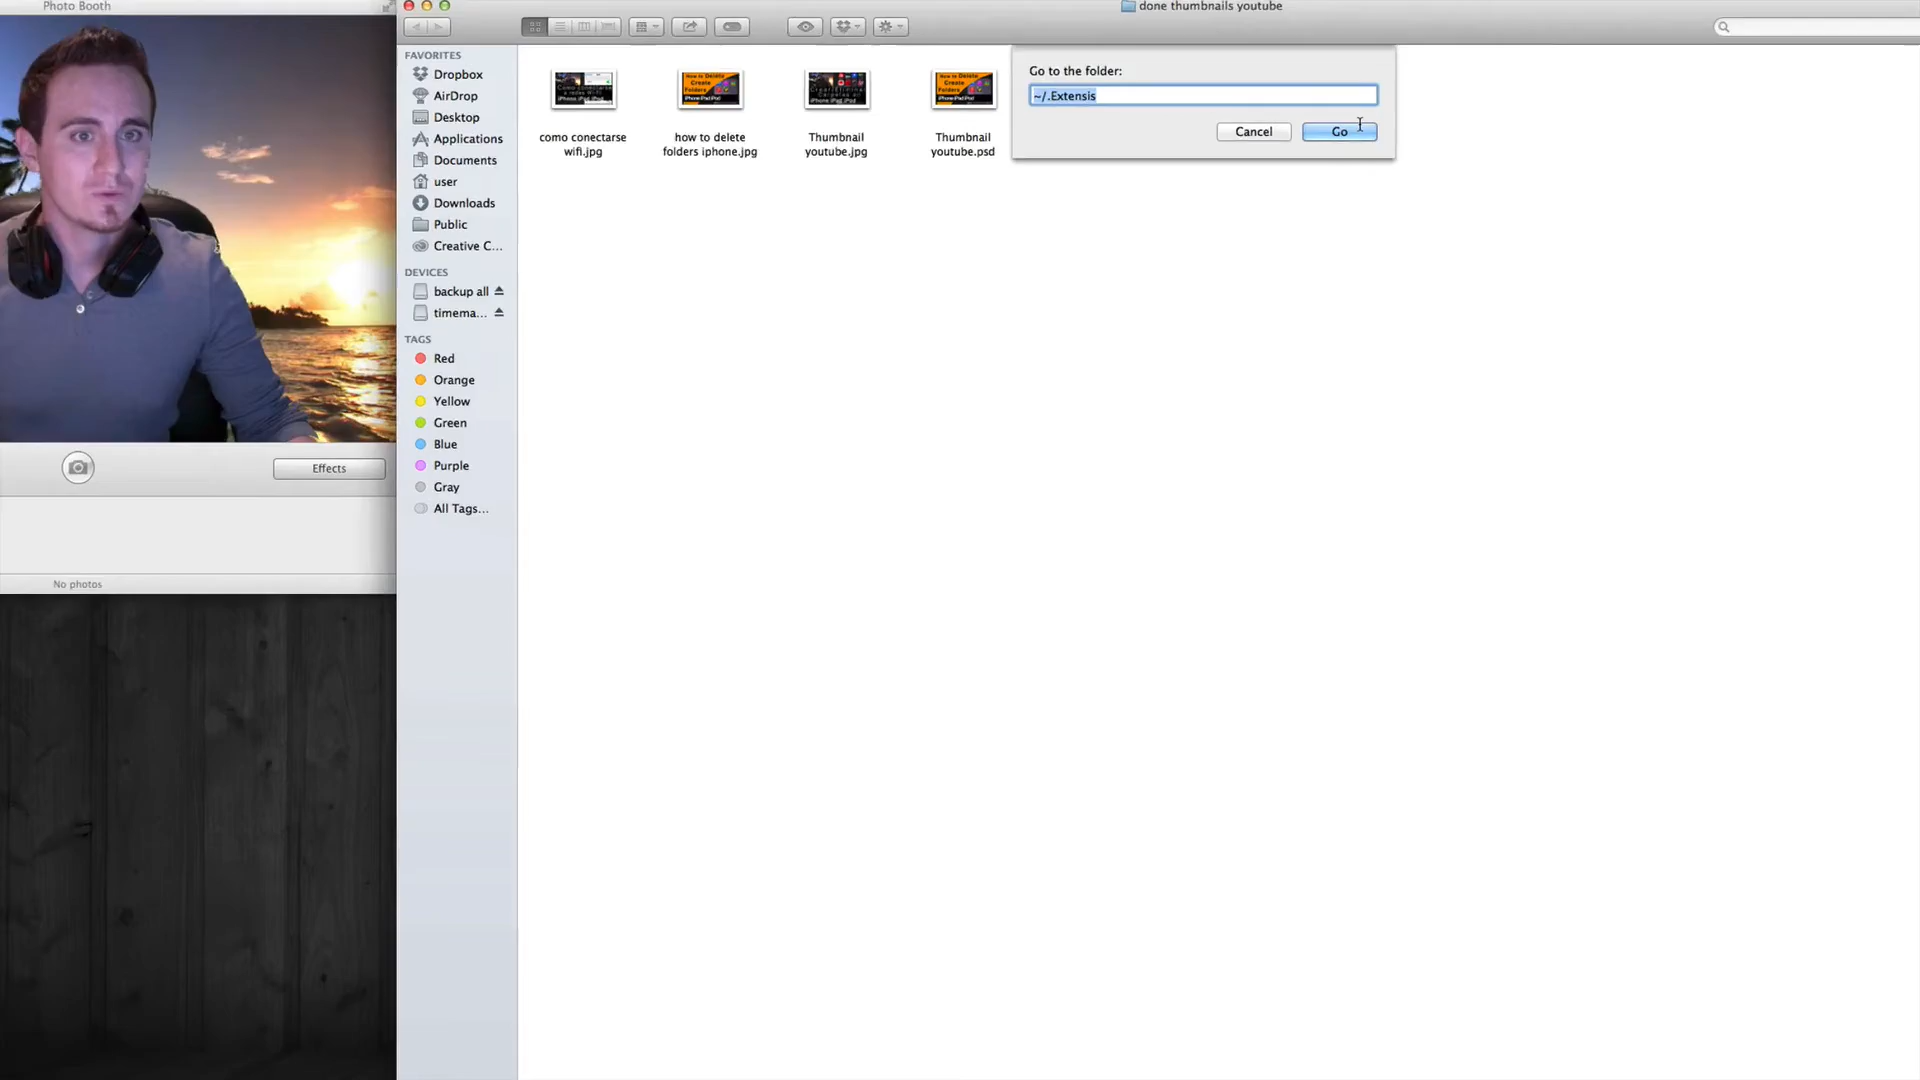 Photo Booth
done thumbnails youtube
FAVORITES
Dropbox
AirDrop
Desktop
Applications
Documents
user
Downloads
Public
Creative C...
DEVICES
backup all
timema...
TAGS
Red
Orange
Yellow
Green
Blue
Purple
Gray
All Tags...
como conectarse
wifi.jpg
how to delete
folders iphone.jpg
Thumbnail
youtube.jpg
Thumbnail
youtube.psd
Go to the folder:
~/.Extensis
Cancel
Go
Effects
No photos